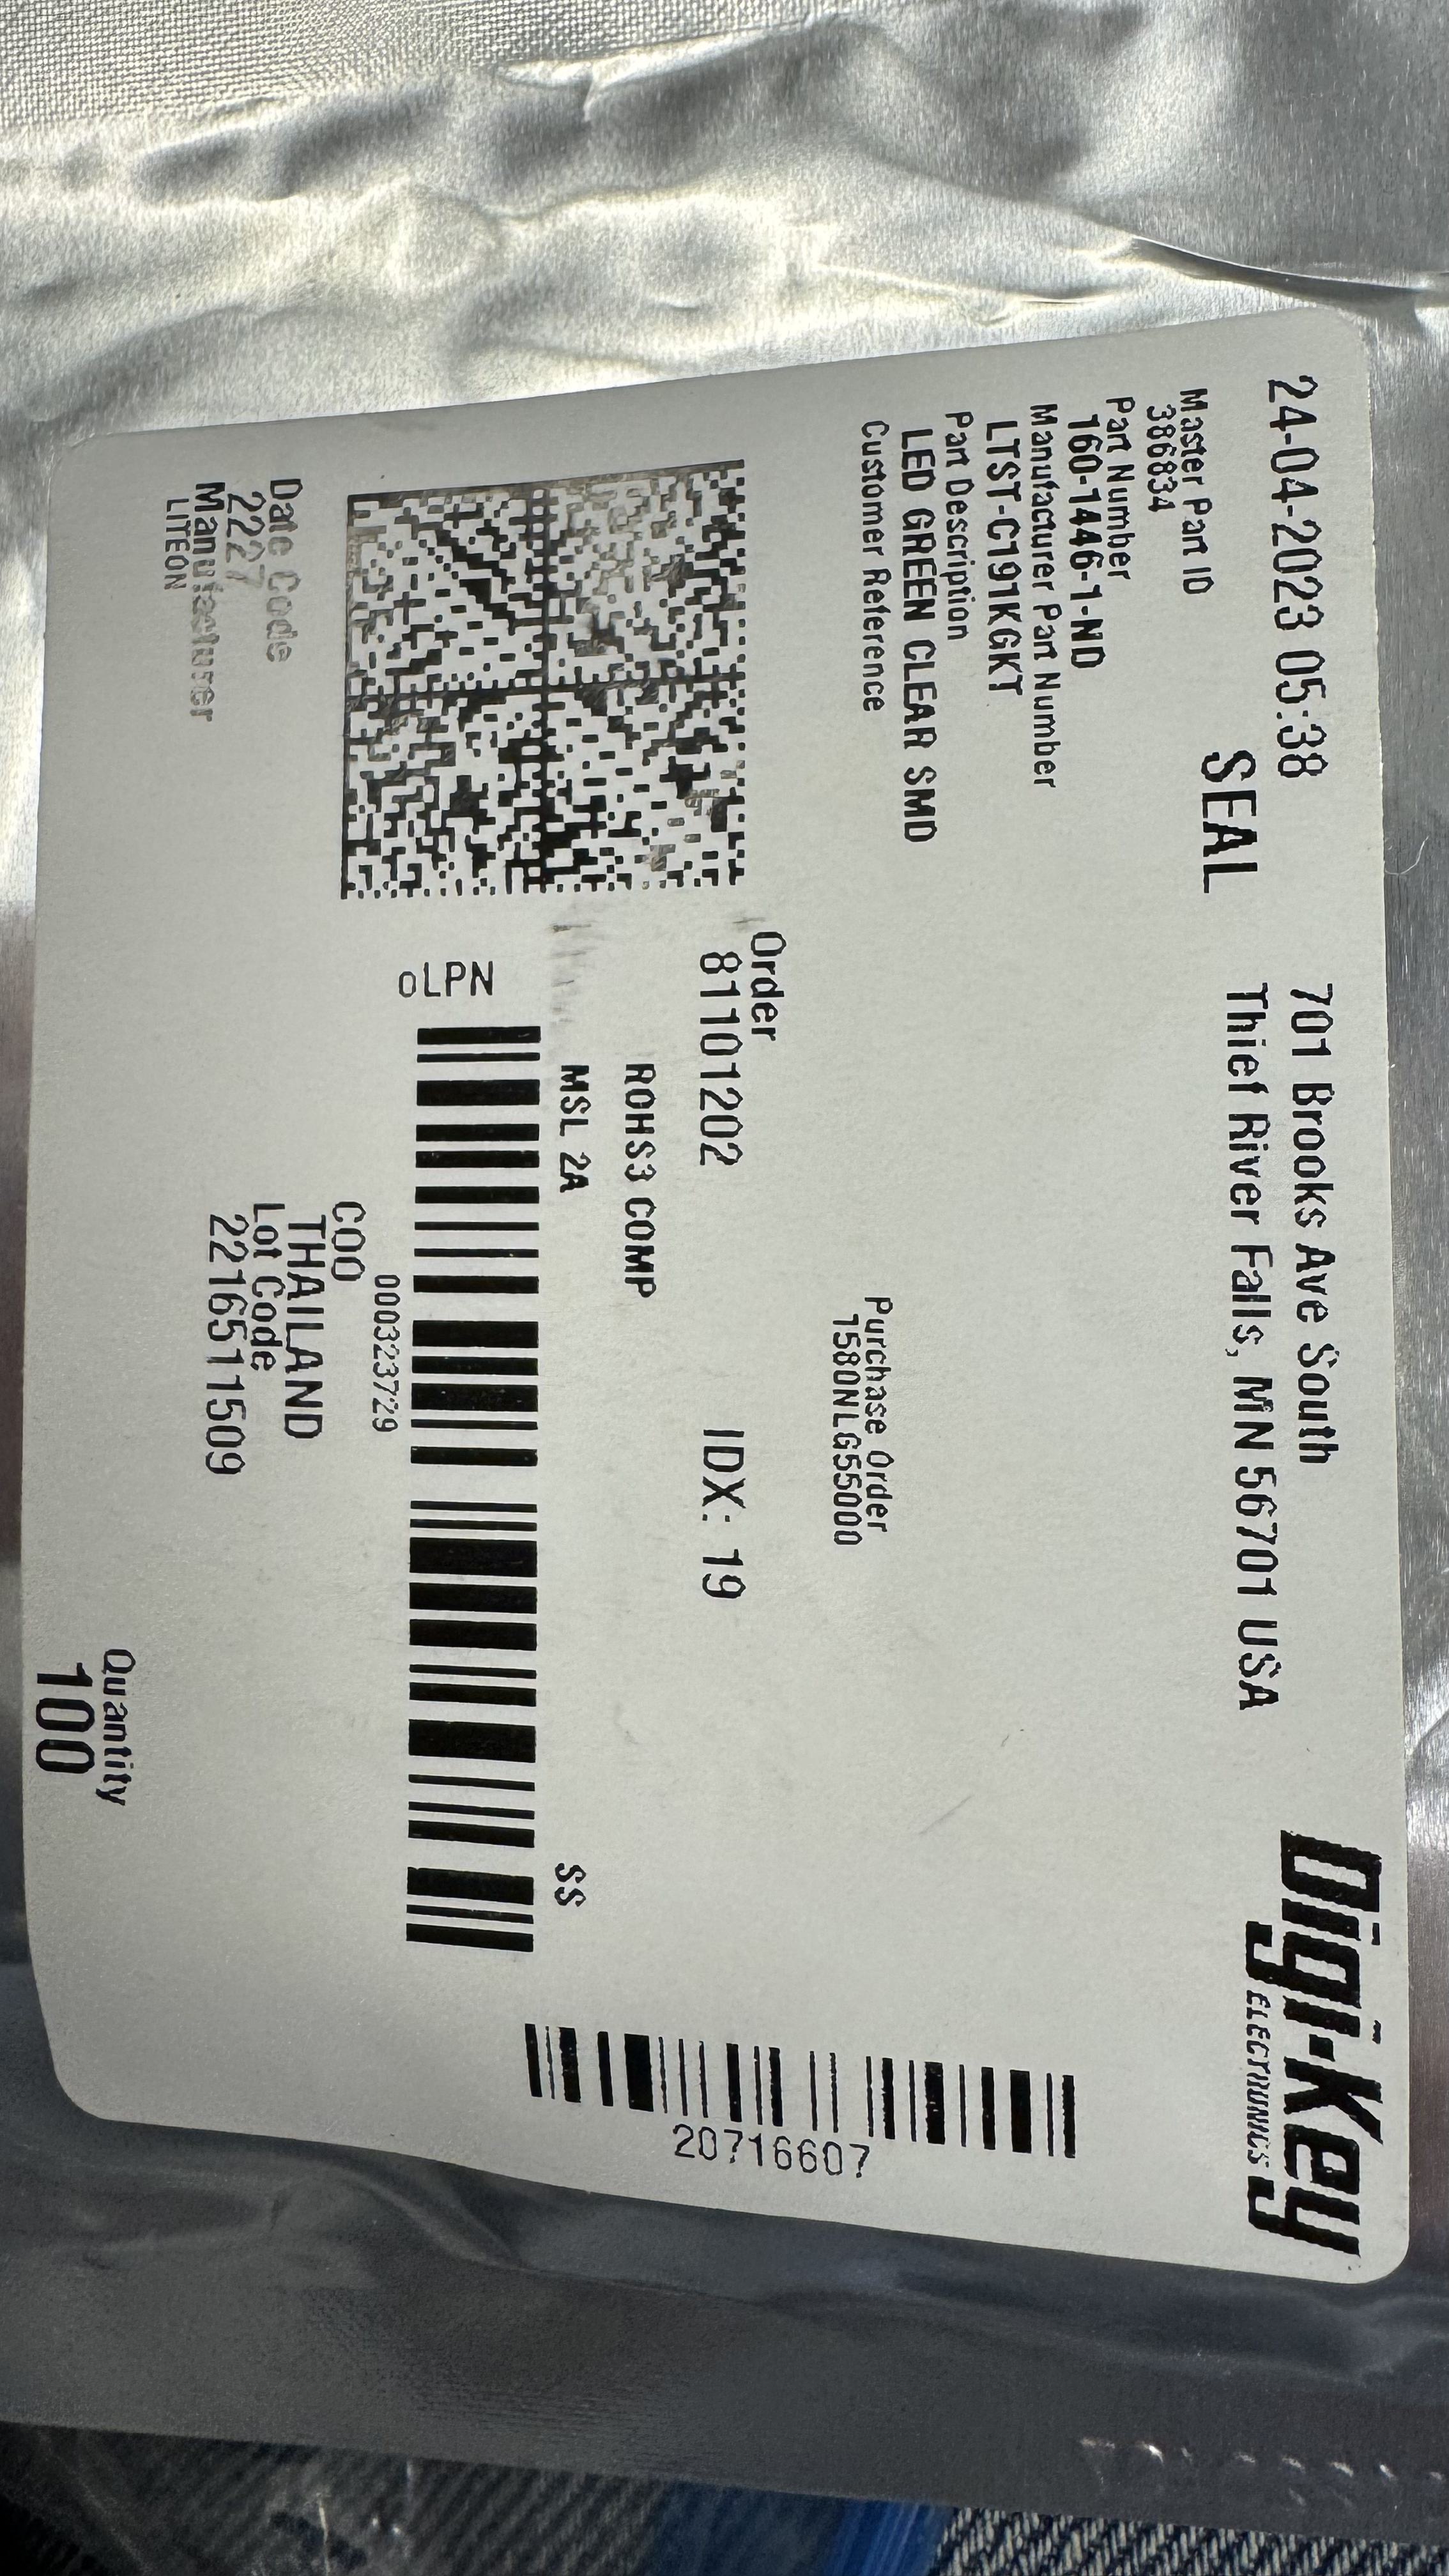 24-04-2023 05:38
SEAL
701 Brooks Ave South
Thief River Falls, MN 56701 USA
Digi-Key
ELECTRONICS
Master Part ID
386834
Part Number
160-1446-1-ND
Manufacturer Part Number
LTST-C191KGKT
Part Description
LED GREEN CLEAR SMD
Customer Reference
Purchase Order
1580NLG55000
Order
81101202
IDX: 19
ROHS3 COMP
MSL 2A
SS
oLPN
000323729
20716607
COO
THAILAND
Lot Code
2216511509
Date Code
2227
Manufacturer
LITEON
Quantity
100